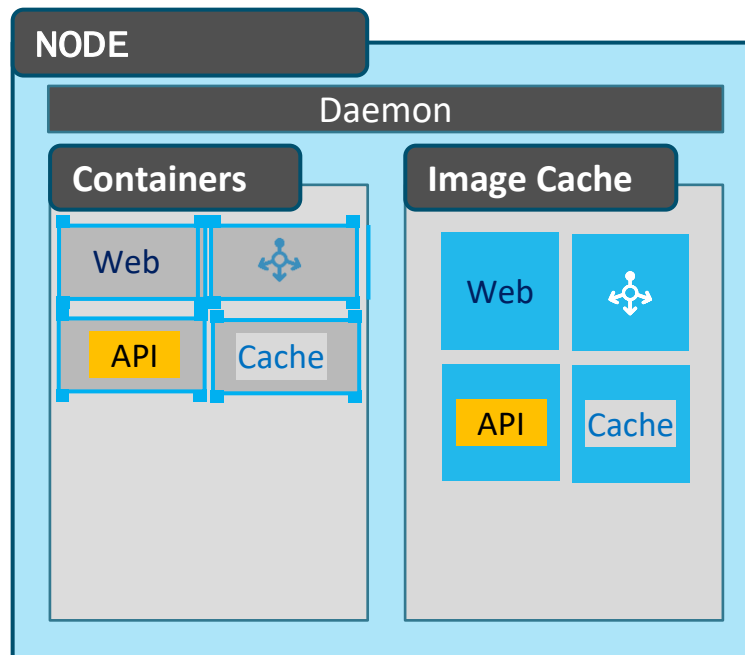 NODE
Daemon
Containers
Image Cache
Web
API
Cache
Web
API
Cache